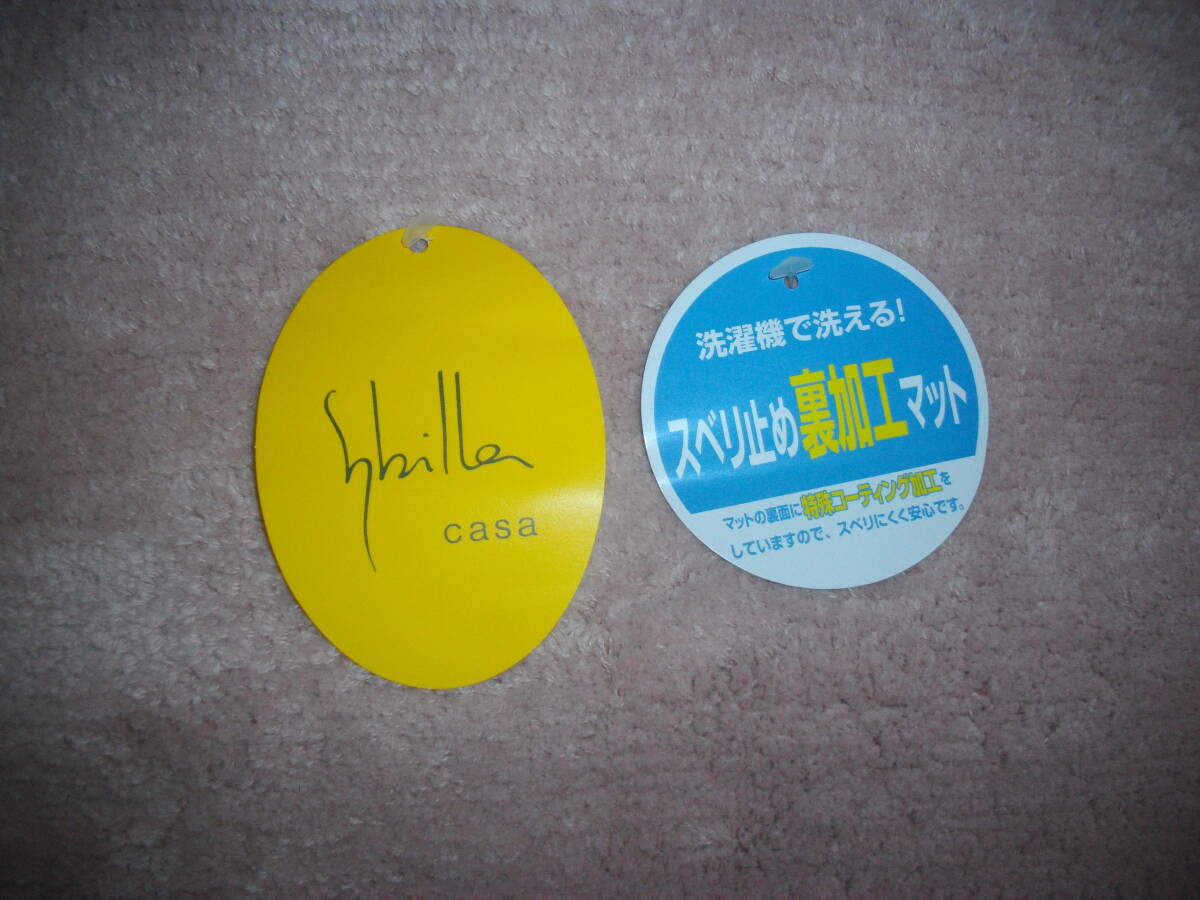 Sybilla
casa
洗濯機で洗える!
スベリ止め裏加工マット
マットの裏面に特殊コーティング加工を
していますので、スベリにくく安心です。